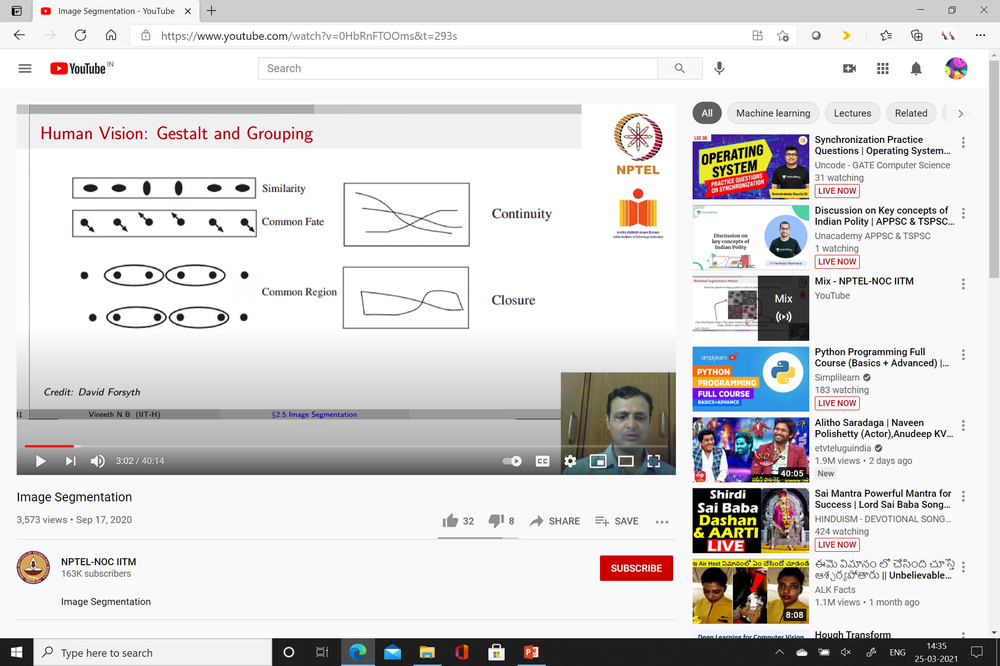 Image Segmentation - YouTube
https://www.youtube.com/watch?v=0HbRnFTOOms&t=293s
YouTube IN
Search
Human Vision: Gestalt and Grouping
NPTEL
Similarity
Common Fate
Common Region
Continuity
Closure
भारतीय प्रौद्योगिकी संस्थान हैदराबाद
Indian Institute of Technology Hyderabad
Credit: David Forsyth
31
Vineeth N B (IIT-H)
§2.5 Image Segmentation
3:02 / 40:14
CC
Image Segmentation
3,573 views • Sep 17, 2020
32
8
SHARE
SAVE
NPTEL-NOC IITM
163K subscribers
SUBSCRIBE
Image Segmentation
All
Machine learning
Lectures
Related
LEC 36
OPERATING
SYSTEM
PRACTICE QUESTIONS
ON SYNCHRONIZATION
unacademy
Ravindrababu Ravula Sir
Synchronization Practice
Questions | Operating System...
Uncode - GATE Computer Science
31 watching
LIVE NOW
unacademy
Discussion on
key concepts of
Indian Polity
V Venkata Ramana
Discussion on Key concepts of
Indian Polity | APPSC & TSPSC...
Unacademy APPSC & TSPSC
1 watching
LIVE NOW
Watershed Segmentation Method
Mix
Mix - NPTEL-NOC IITM
YouTube
simplilearn
PYTHON
PROGRAMMING
FULL COURSE
BASICS+ADVANCE
Python Programming Full
Course (Basics + Advanced) |...
Simplilearn
183 watching
LIVE NOW
40:05
Alitho Saradaga | Naveen
Polishetty (Actor),Anudeep KV...
etvteluguindia
1.9M views • 2 days ago
New
Shirdi
Sai Baba
Dashan
& AARTI
LIVE
Sai Mantra Powerful Mantra for
Success | Lord Sai Baba Song...
HINDUISM - DEVOTIONAL SONG...
424 watching
LIVE NOW
ఈ Air Host విమానంలో ఏం చేసిందో చూడండి
8:08
ఈమె విమానం లో చేసింది చూస్తే
ఆశ్చర్యపోతారు || Unbelievable...
ALK Facts
1.1M views • 1 month ago
Deep Learning for Computer Vision
Hough Transform
Type here to search
ENG
14:35
25-03-2021